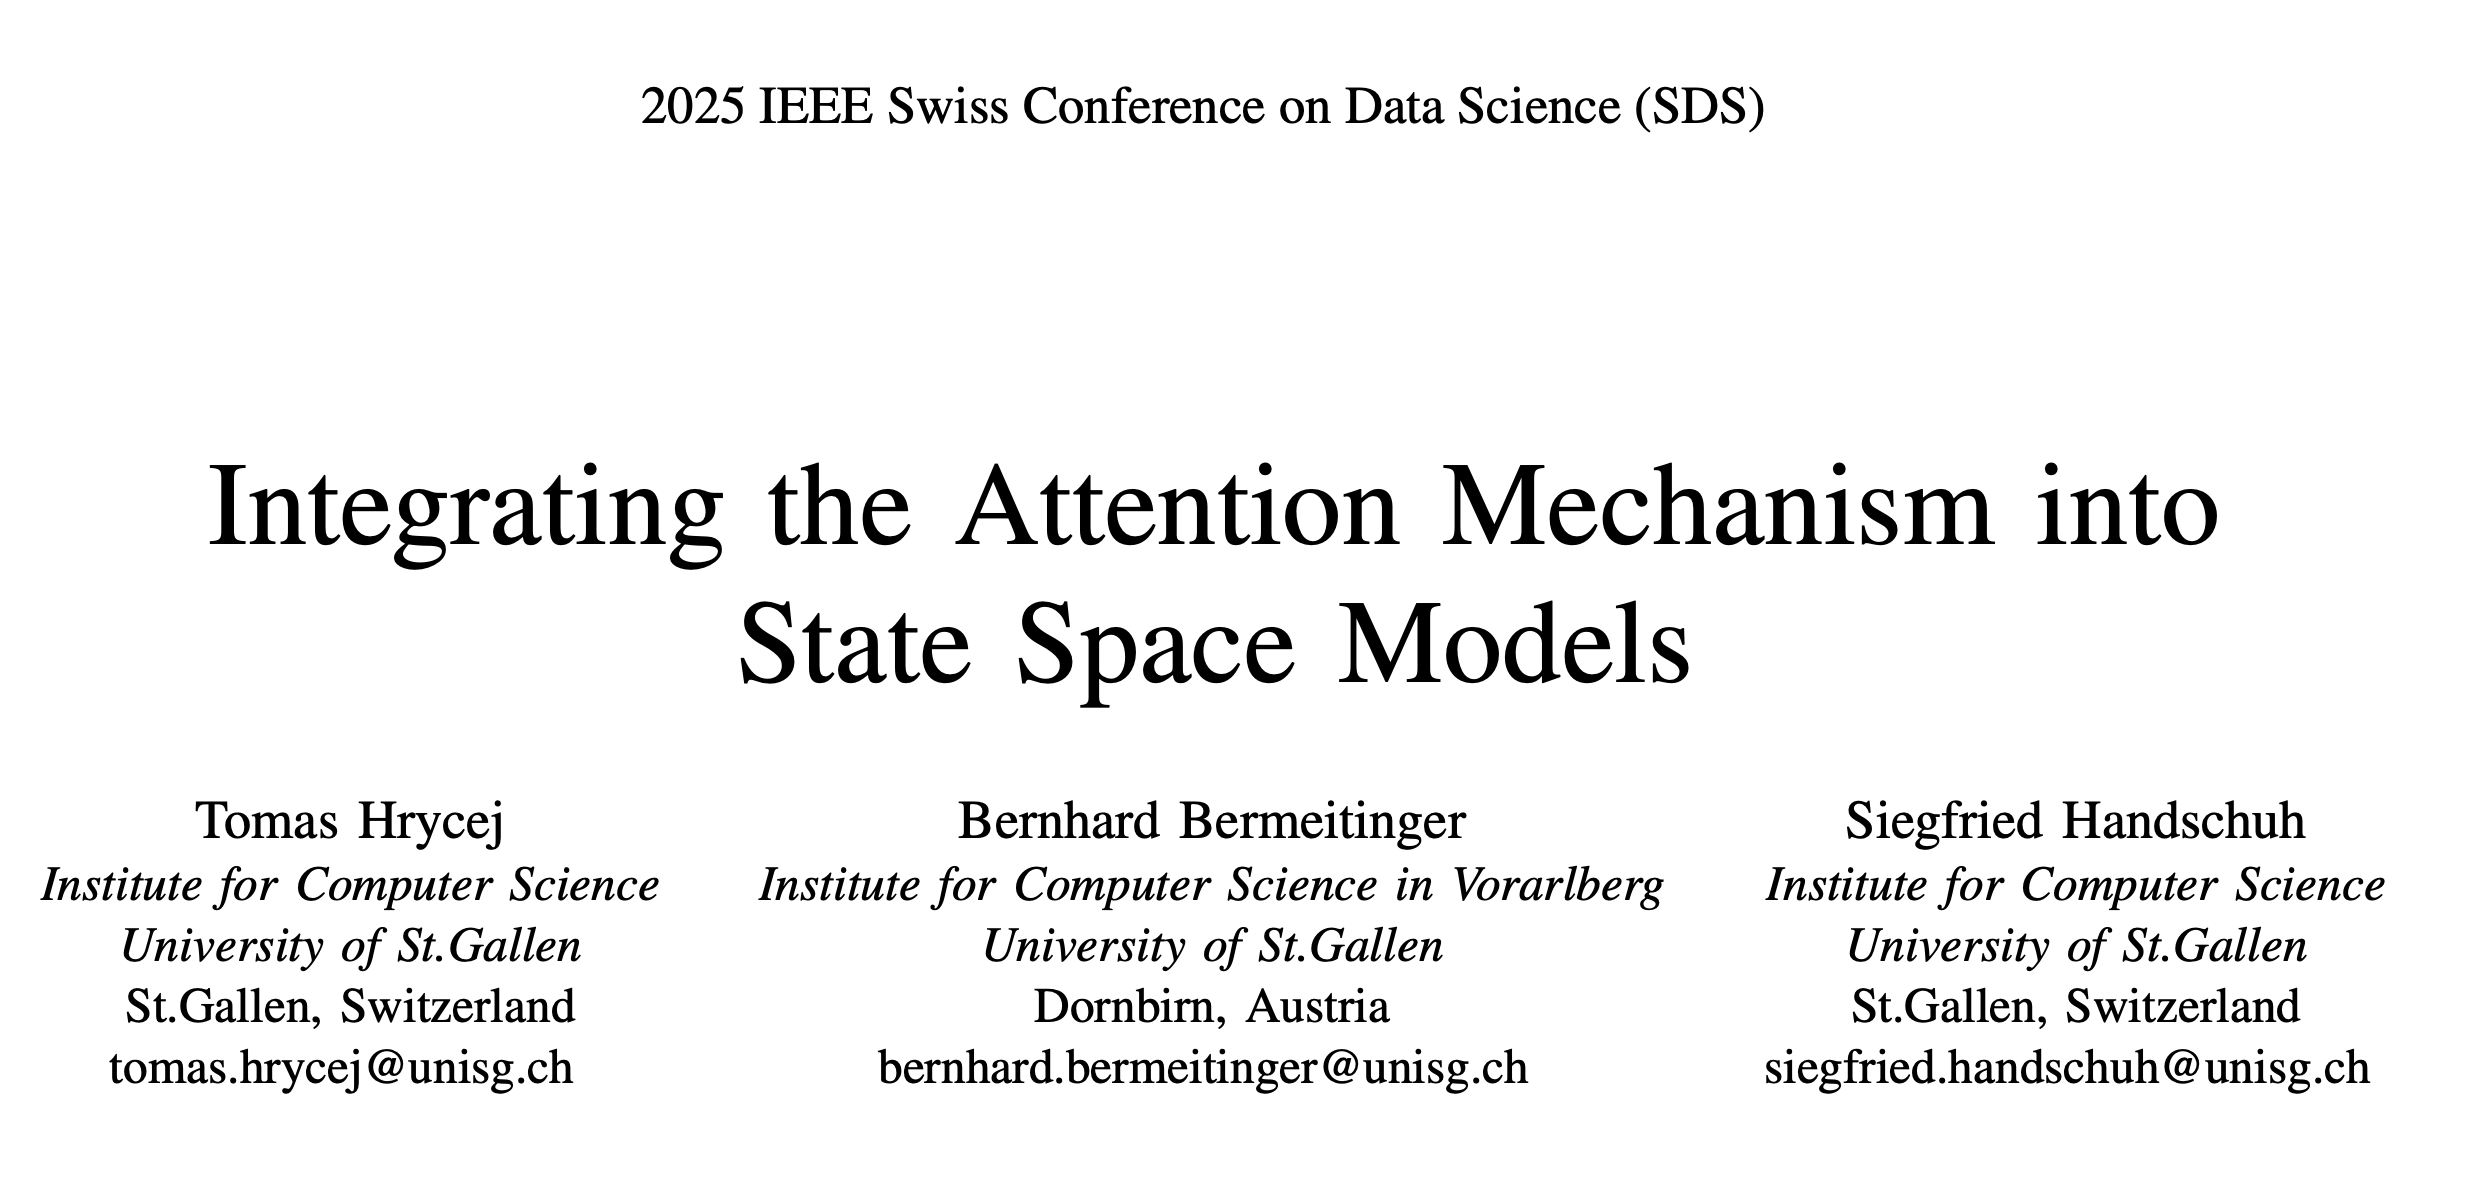 2025 IEEE Swiss Conference on Data Science (SDS)
Integrating the Attention Mechanism into
State Space Models
Tomas Hrycej
Institute for Computer Science
University of St.Gallen
St.Gallen, Switzerland
tomas.hrycej@unisg.ch
Bernhard Bermeitinger
Institute for Computer Science in Vorarlberg
University of St.Gallen
Dornbirn, Austria
bernhard.bermeitinger@unisg.ch
Siegfried Handschuh
Institute for Computer Science
University of St.Gallen
St.Gallen, Switzerland
siegfried.handschuh@unisg.ch